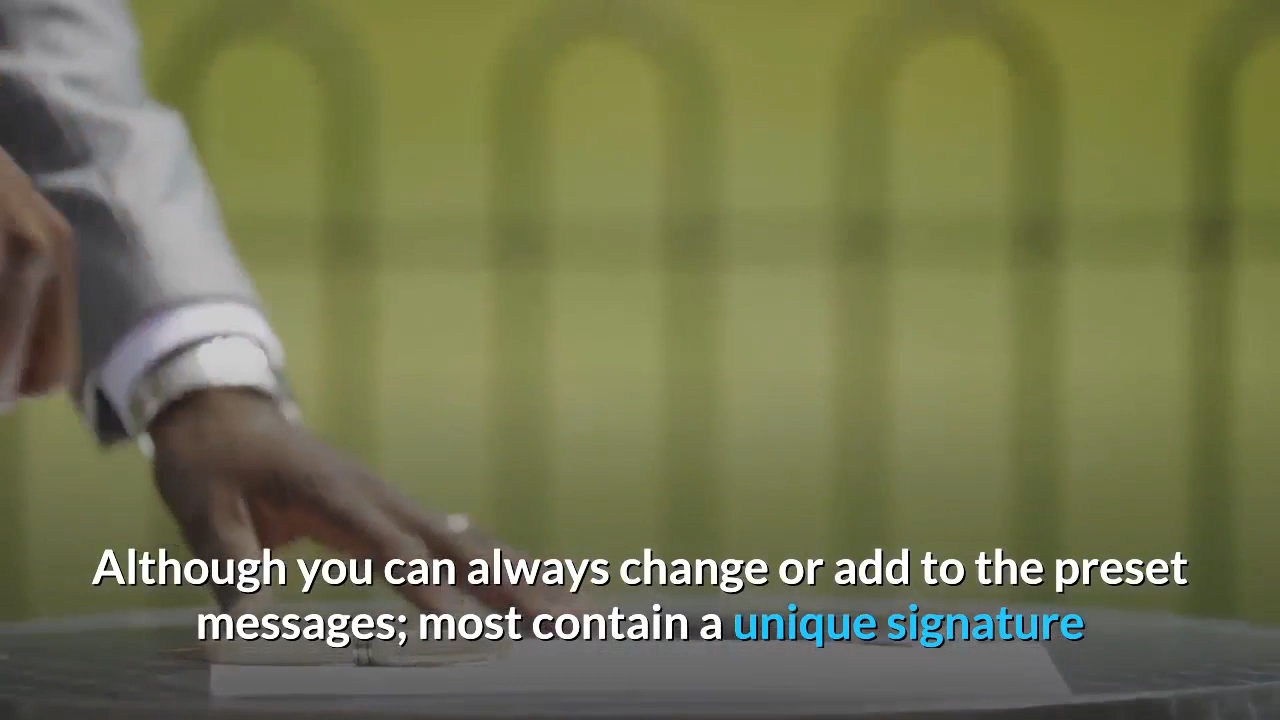 Although you can always change or add to the preset
messages; most contain a unique signature